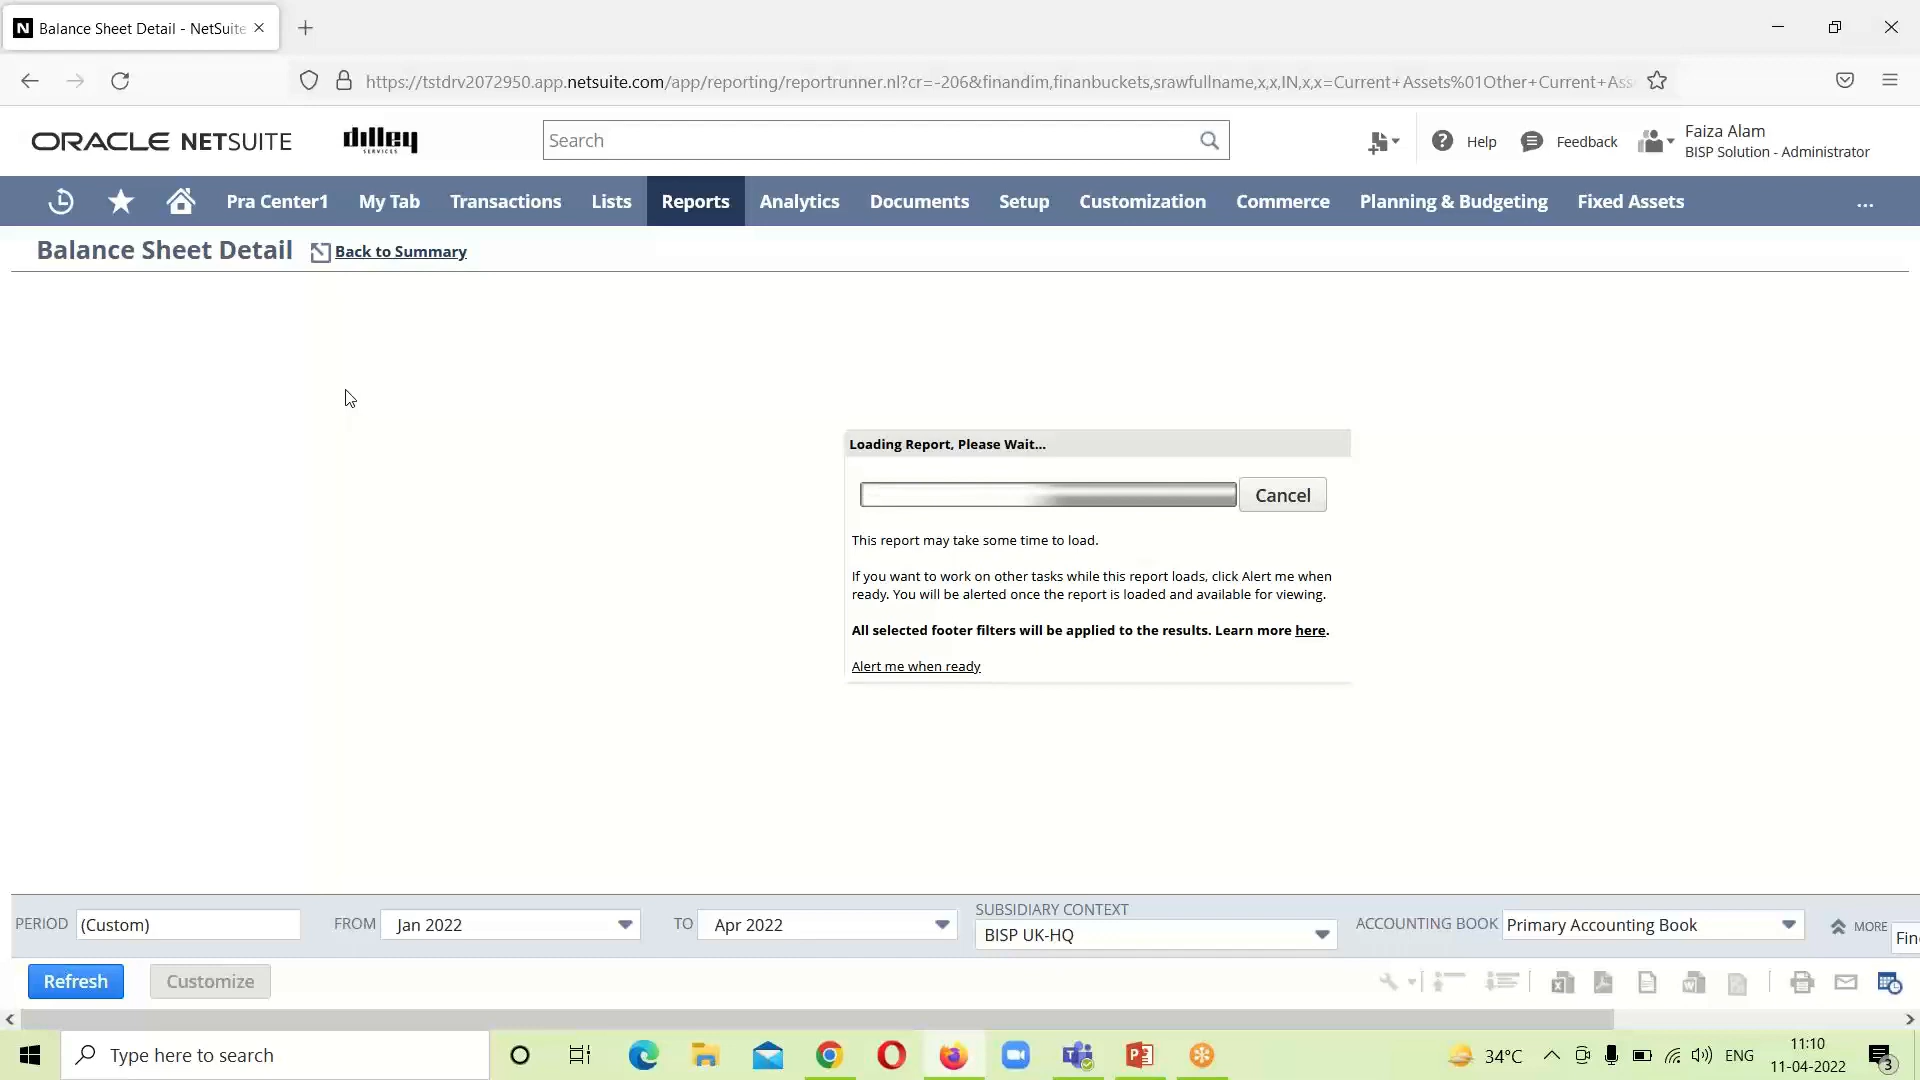 Balance Sheet Detail - NetSuite
https://tstdrv2072950.app.netsuite.com/app/reporting/reportrunner.nl?cr=-206&finandim,finanbuckets,srawfullname,x,x,IN,x,x=Current+Assets%01Other+Current+Ass
ORACLE NETSUITE
dilley
SERVICES
Search
Help
Feedback
Faiza Alam
BISP Solution - Administrator
Pra Center1 My Tab Transactions Lists Reports Analytics Documents Setup Customization Commerce Planning & Budgeting Fixed Assets ...
Balance Sheet Detail Back to Summary
Loading Report, Please Wait...
Cancel
This report may take some time to load.
If you want to work on other tasks while this report loads, click Alert me when
ready. You will be alerted once the report is loaded and available for viewing.
All selected footer filters will be applied to the results. Learn more here.
Alert me when ready
PERIOD (Custom) FROM Jan 2022 TO Apr 2022
SUBSIDIARY CONTEXT
BISP UK-HQ
ACCOUNTING BOOK Primary Accounting Book
MORE
Fin
Refresh Customize
Type here to search
34°C
ENG
11:10
11-04-2022
3